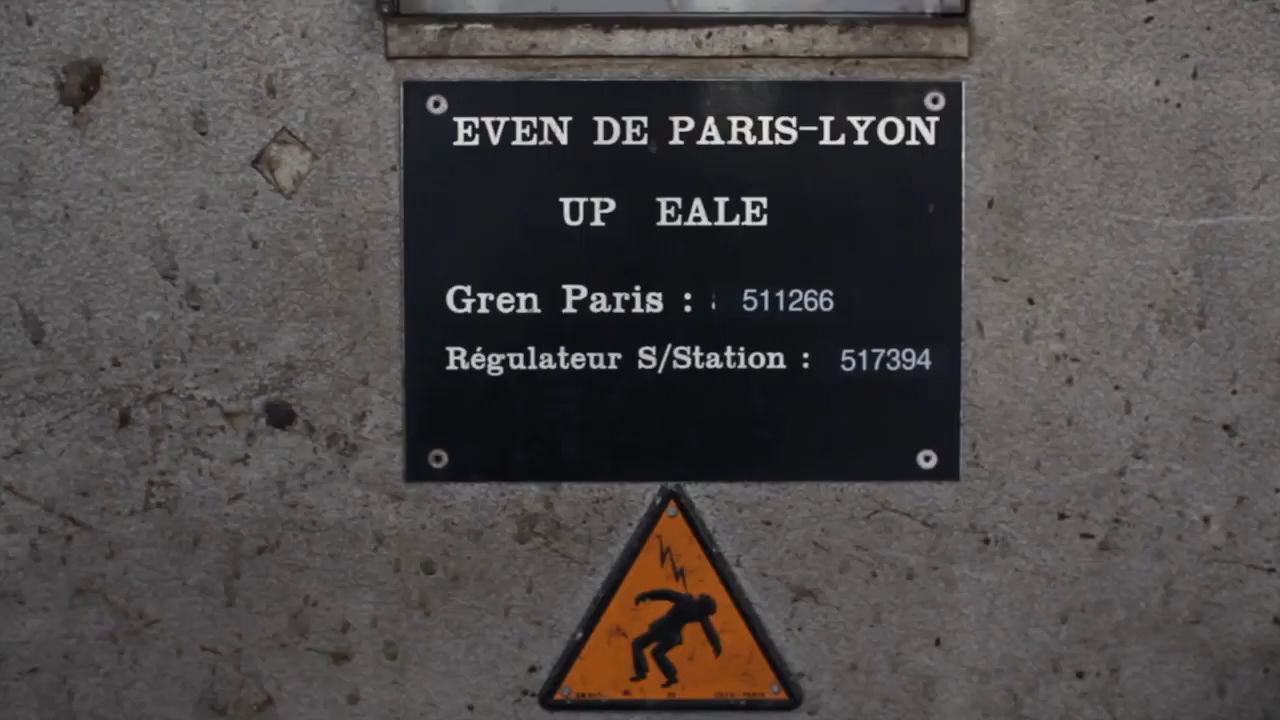 EVEN DE PARIS-LYON
UP EALE
Gren Paris : 511266
Régulateur S/Station : 517394